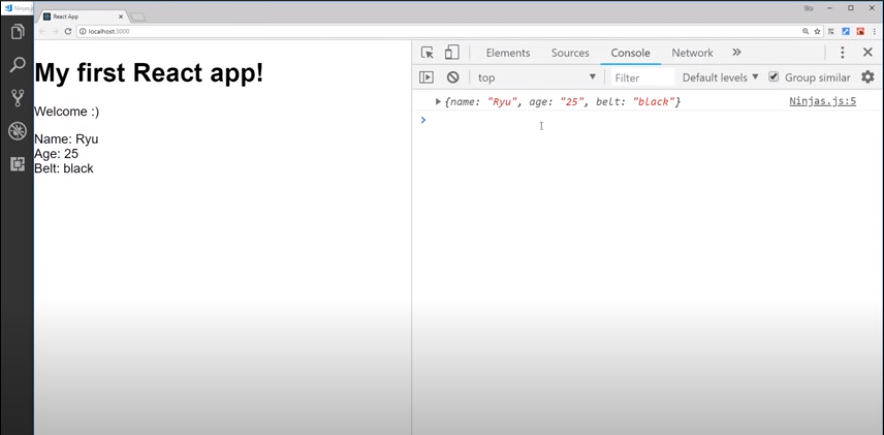 Ninjas.j
React App
localhost:3000
My first React app!
Welcome :)
Name: Ryu
Age: 25
Belt: black
Elements Sources Console Network
top Filter Default levels Group similar
{name: "Ryu", age: "25", belt: "black"} Ninjas.js:5